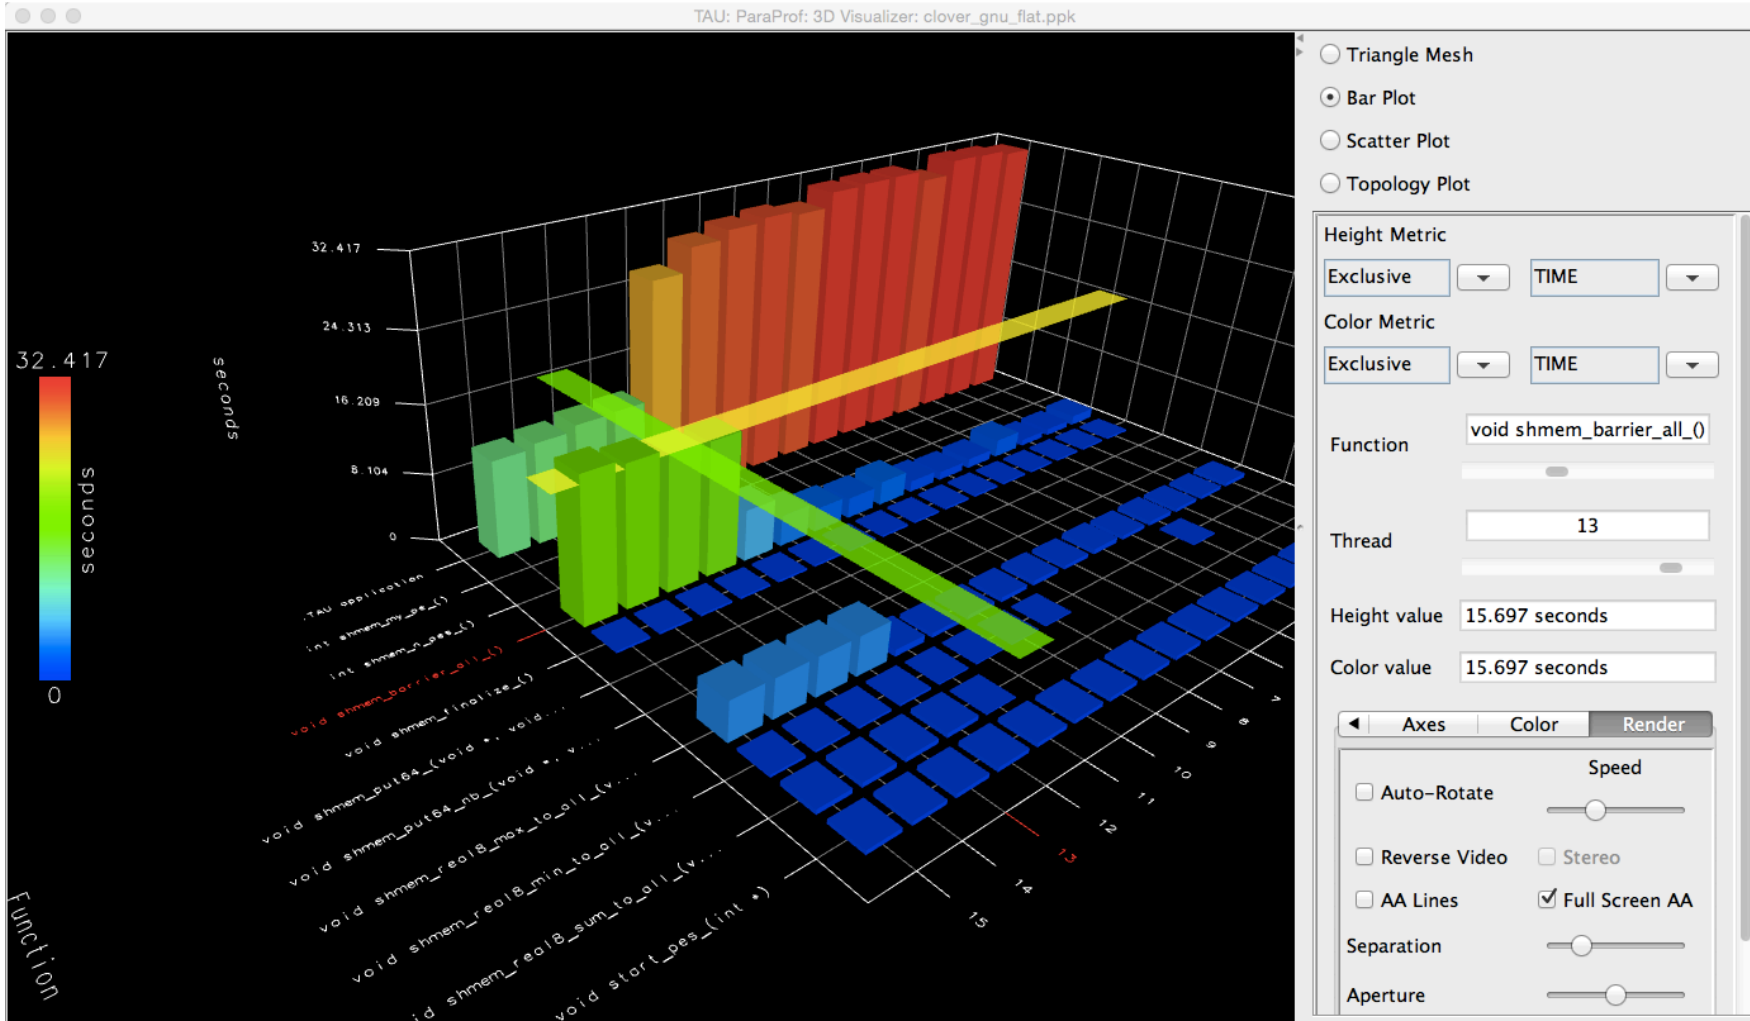 TAU: ParaProf: 3D Visualizer: clover_gnu_flat.ppk
Triangle Mesh
Bar Plot
Scatter Plot
Topology Plot
Height Metric
Exclusive TIME
Color Metric
Exclusive TIME
Function void shmem_barrier_all_()
Thread 13
Height value 15.697 seconds
Color value 15.697 seconds
Axes Color Render
Speed
Auto-Rotate
Reverse Video Stereo
AA Lines Full Screen AA
Separation
Aperture
32.417
24.313
16.209
8.104
0
seconds
32.417
seconds
0
.TAU application
int shmem_my_pe_()
int shmem_n_pes_()
void shmem_barrier_all_()
void shmem_finalize_()
void shmem_put64_(void *, void...
void shmem_put64_nb_(void *, v...
void shmem_real8_max_to_all_(v...
void shmem_real8_min_to_all_(v...
id shmem_real8_sum_to_all_(v...
void start_pes_(int *)
Function
7
8
9
10
11
12
13
14
15